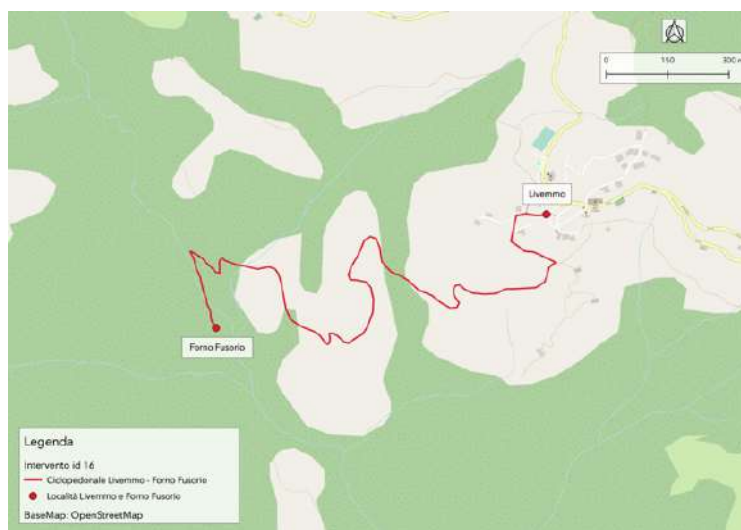 0 150 300 m
Livemmo
Forno Fusorio
Legenda
Intervento id 16
Ciclopedonale Livemmo - Forno Fusorio
Località Livemmo e Forno Fusorio
BaseMap: OpenStreetMap